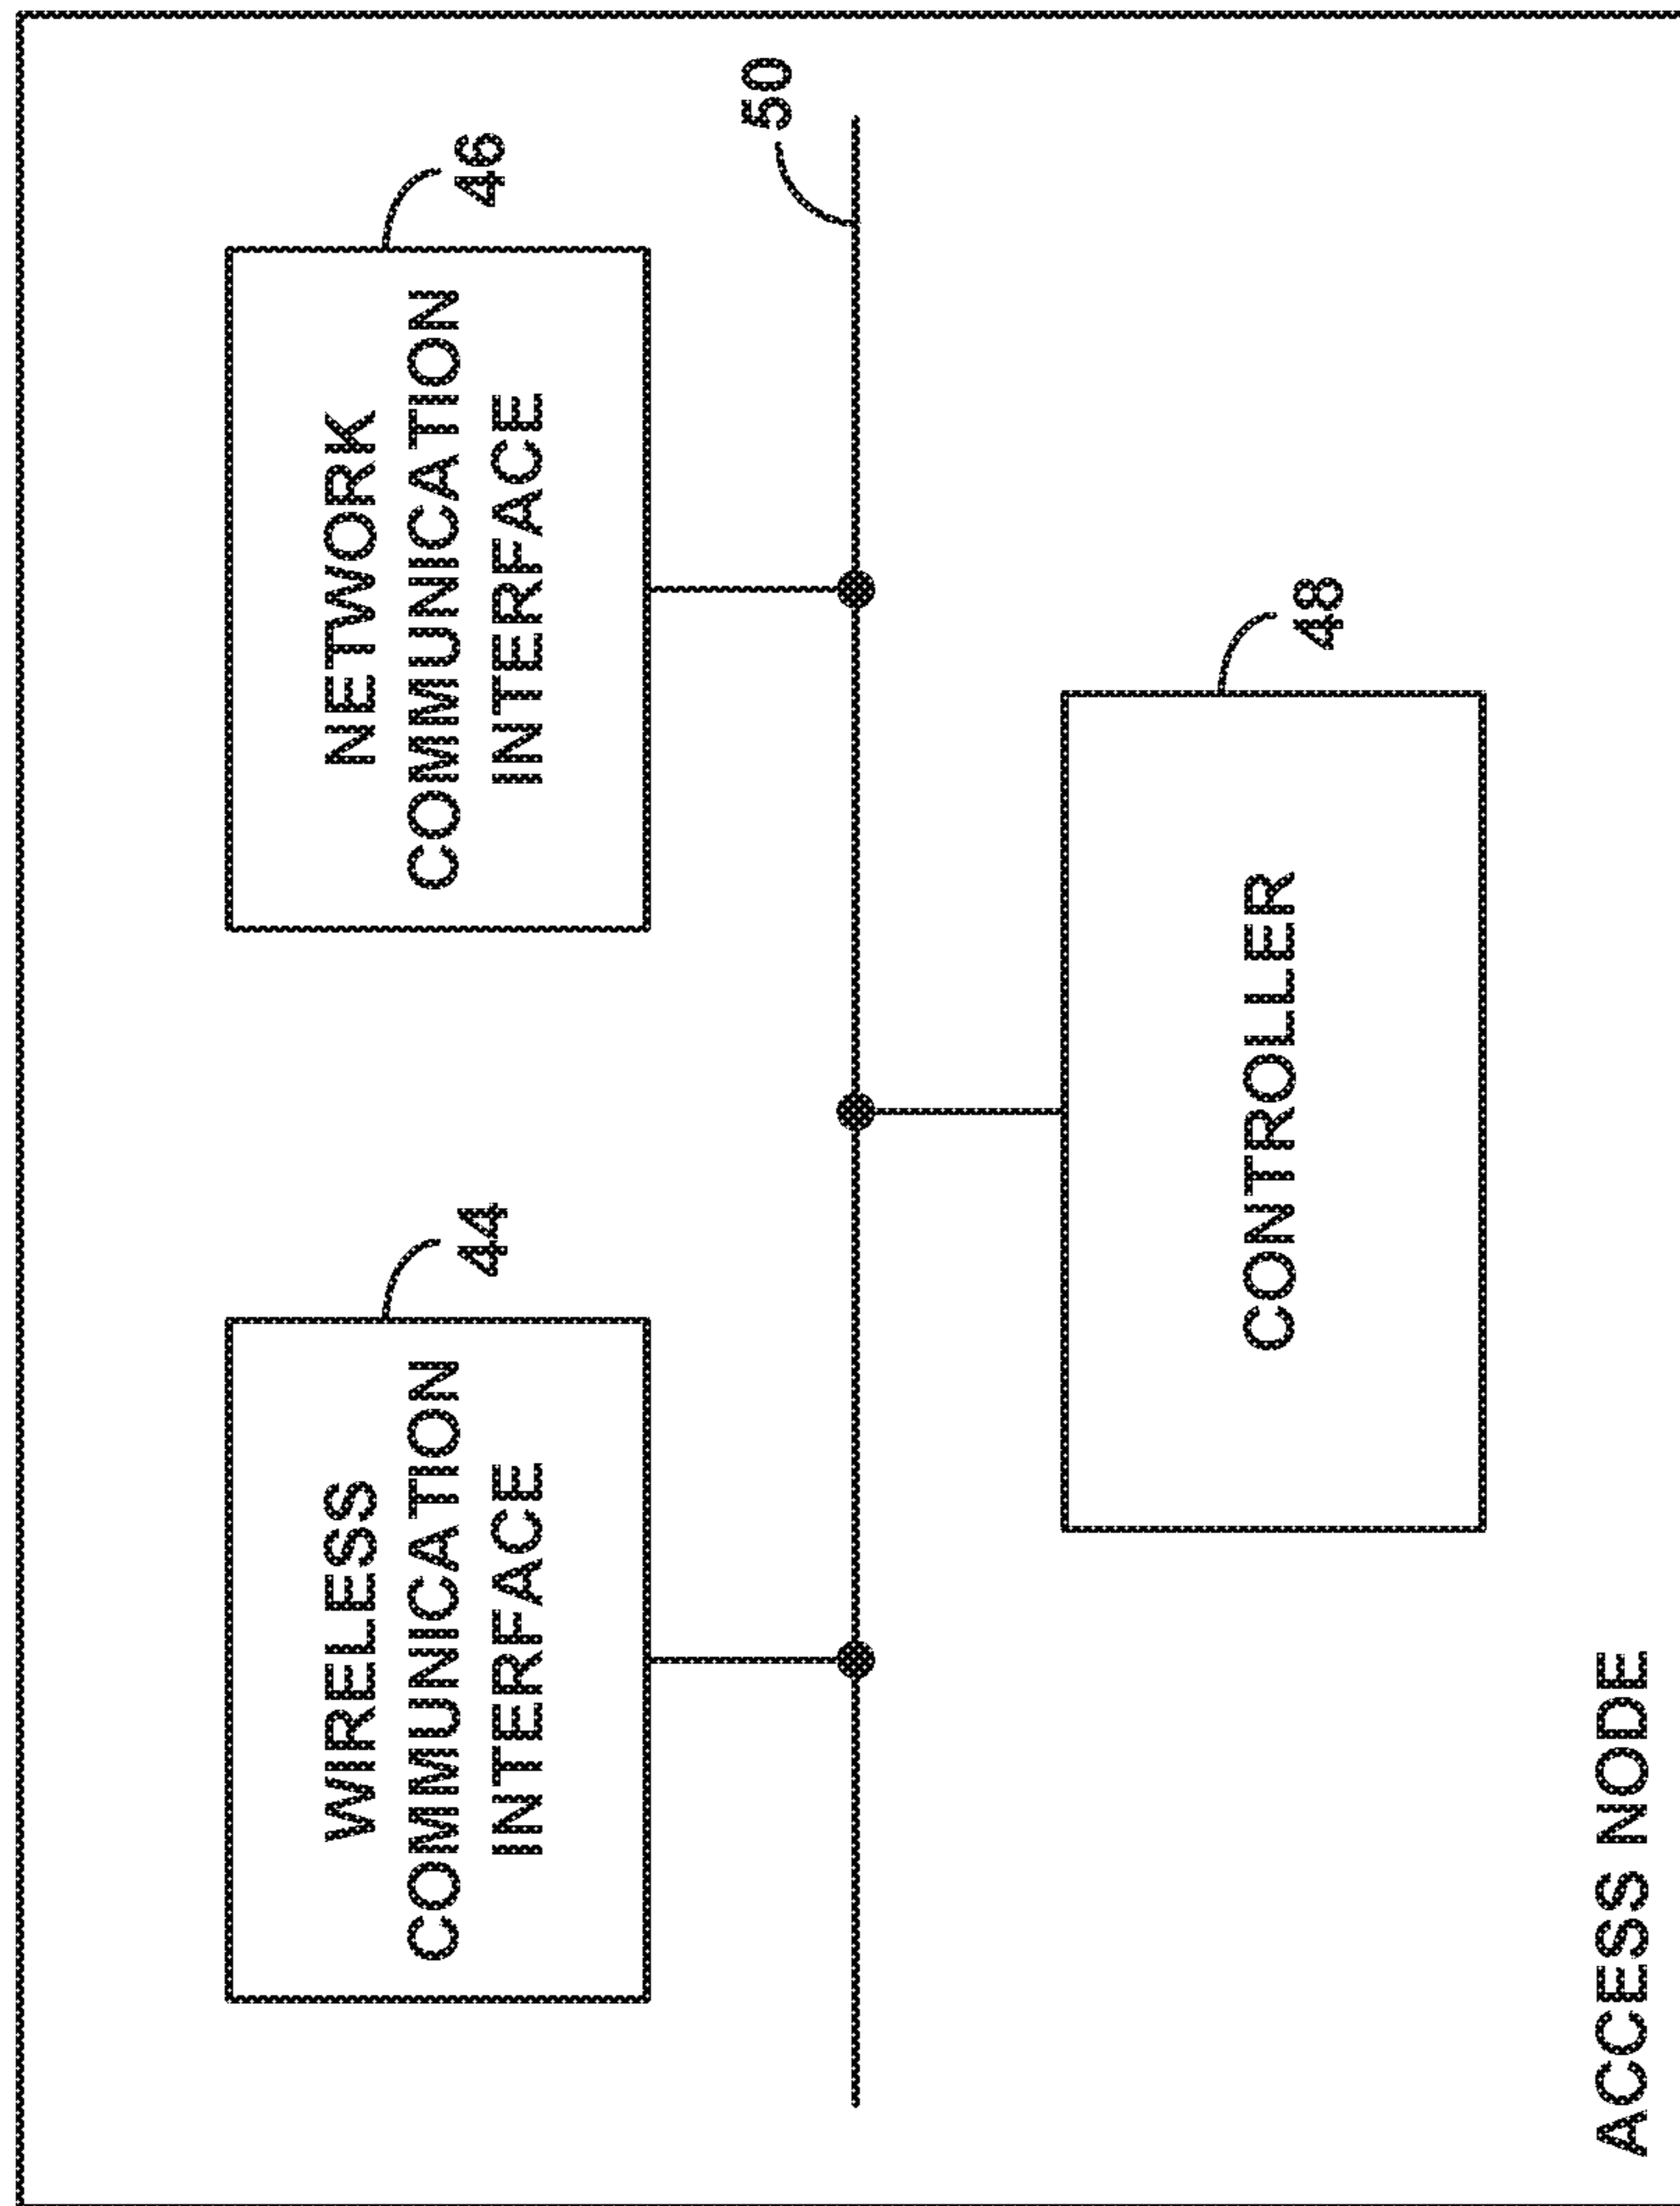 WIRELESS
COMMUNICATION
INTERFACE
44
NETWORK
COMMUNICATION
INTERFACE
46
50
CONTROLLER
48
ACCESS NODE